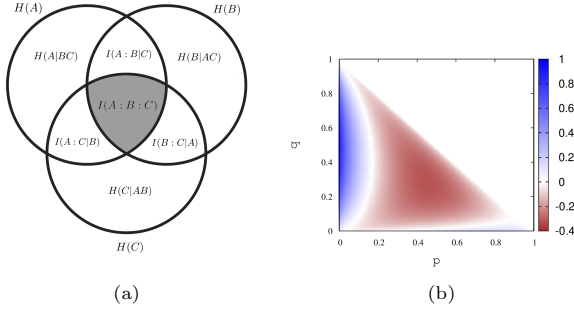 H(A)
H(B)
H(A|BC)
I(A : B|C)
H(B|AC)
I(A : B : C)
I(A : C|B)
I(B : C|A)
H(C|AB)
H(C)
(a)
1
0.8
0.6
0.4
0.2
0
q
0
0.2
0.4
0.6
0.8
1
p
1
0.8
0.6
0.4
0.2
0
-0.2
-0.4
(b)